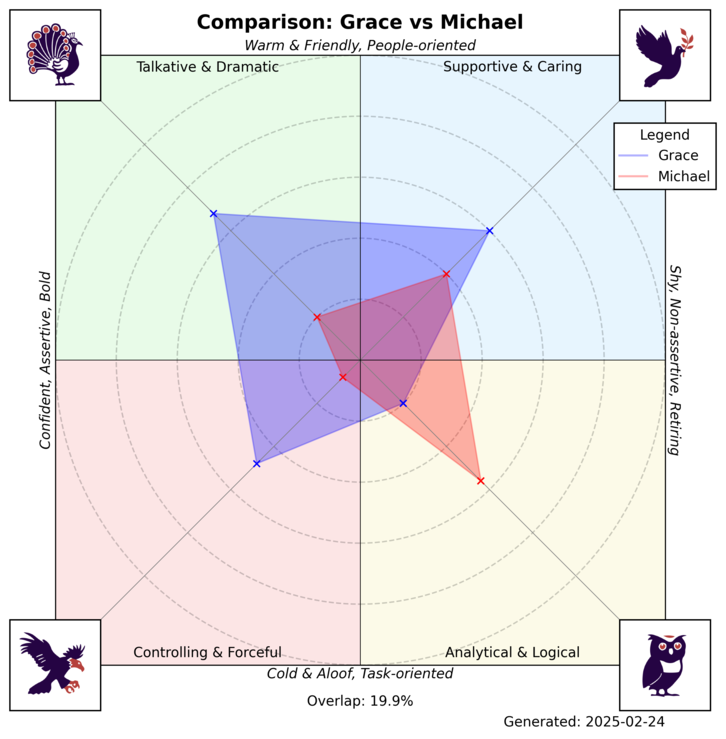 Comparison: Grace vs Michael
Warm & Friendly, People-oriented
Talkative & Dramatic
Supportive & Caring
Legend
Grace
Michael
Confident, Assertive, Bold
Shy, Non-assertive, Retiring
Controlling & Forceful
Analytical & Logical
Cold & Aloof, Task-oriented
Overlap: 19.9%
Generated: 2025-02-24